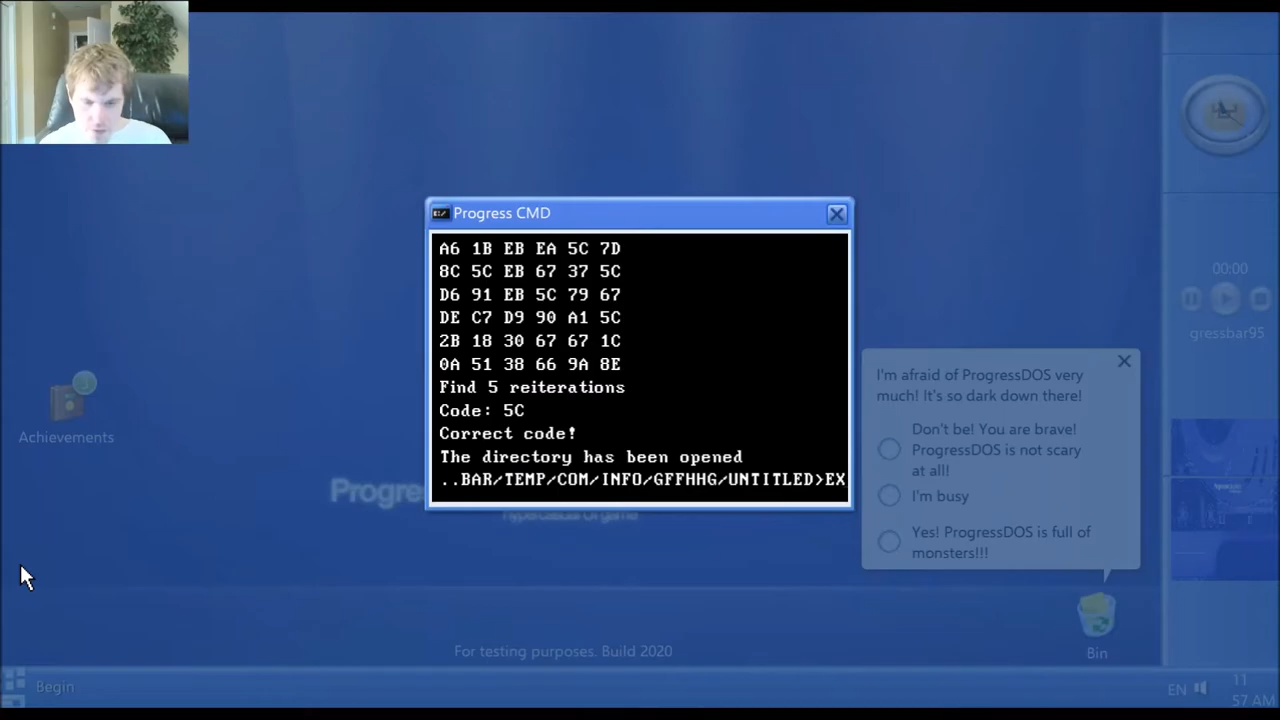 Progress CMD
A6 1B EB EA 5C 7D
8C 5C EB 67 37 5C
D6 91 EB 5C 79 67
DE C7 D9 90 A1 5C
2B 18 30 67 67 1C
0A 51 38 66 9A 8E
Find 5 reiterations
Code: 5C
Correct code!
The directory has been opened
..BAR/TEMP/COM/INFO/GFFHHG/UNTITLED>EX
00:00
gressbar95
I'm afraid of ProgressDOS very
much! It's so dark down there!
Don't be! You are brave!
ProgressDOS is not scary
at all!
I'm busy
Yes! ProgressDOS is full of
monsters!!!
3
Achievements
Progre
Hypercasual UI game
For testing purposes. Build 2020
Bin
Begin
EN
11
57 AM